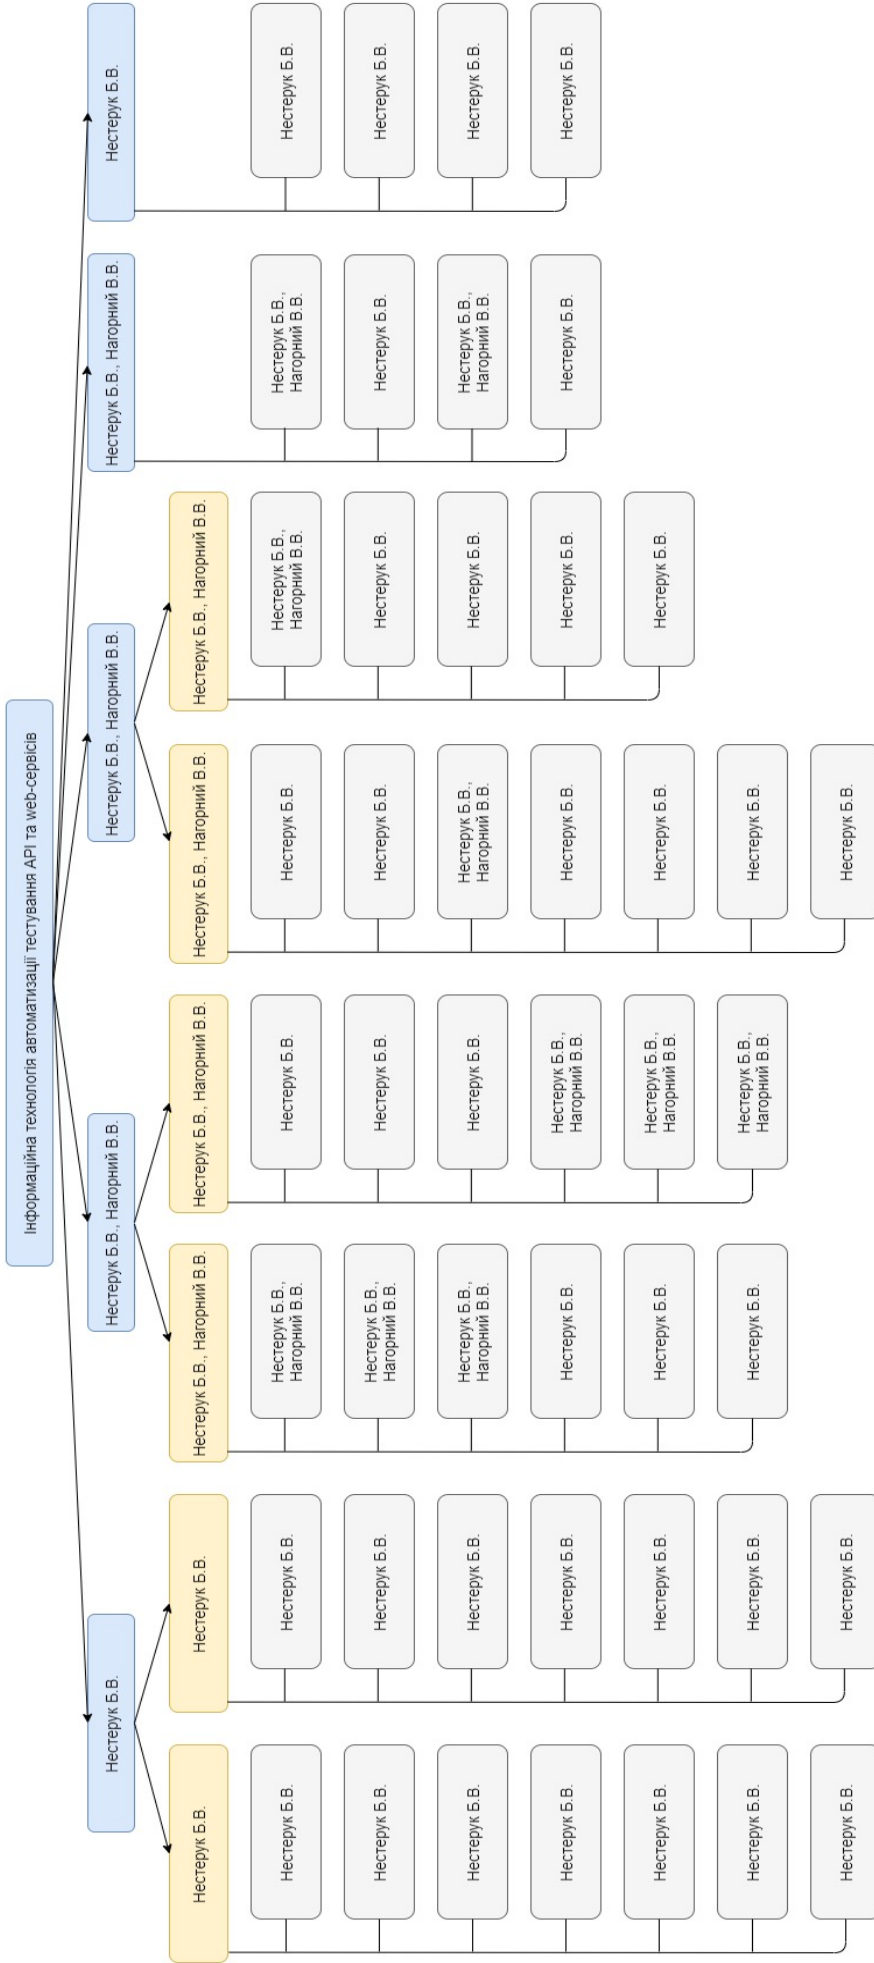 Інформаційна технологія автоматизації тестування API та web-сервісів
Нестерук Б.В.
Нестерук Б.В., Нагорний В.В.
Нестерук Б.В., Нагорний В.В.
Нестерук Б.В., Нагорний В.В.
Нестерук Б.В.
Нестерук Б.В.
Нестерук Б.В.
Нестерук Б.В., Нагорний В.В.
Нестерук Б.В., Нагорний В.В.
Нестерук Б.В., Нагорний В.В.
Нестерук Б.В., Нагорний В.В.
Нестерук Б.В.
Нестерук Б.В.
Нестерук Б.В.,
Нагорний В.В.
Нестерук Б.В.
Нестерук Б.В.
Нестерук Б.В.,
Нагорний В.В.
Нестерук Б.В.,
Нагорний В.В.
Нестерук Б.В.
Нестерук Б.В.
Нестерук Б.В.
Нестерук Б.В.,
Нагорний В.В.
Нестерук Б.В.
Нестерук Б.В.
Нестерук Б.В.
Нестерук Б.В.
Нестерук Б.В.
Нестерук Б.В.
Нестерук Б.В.
Нестерук Б.В.,
Нагорний В.В.
Нестерук Б.В.
Нестерук Б.В.,
Нагорний В.В.
Нестерук Б.В.
Нестерук Б.В.,
Нагорний В.В.
Нестерук Б.В.
Нестерук Б.В.
Нестерук Б.В.
Нестерук Б.В.
Нестерук Б.В.,
Нагорний В.В.
Нестерук Б.В.
Нестерук Б.В.
Нестерук Б.В.
Нестерук Б.В.
Нестерук Б.В.
Нестерук Б.В.
Нестерук Б.В.
Нестерук Б.В.,
Нагорний В.В.
Нестерук Б.В.
Нестерук Б.В.
Нестерук Б.В.
Нестерук Б.В.
Нестерук Б.В.
Нестерук Б.В.,
Нагорний В.В.
Нестерук Б.В.
Нестерук Б.В.
Нестерук Б.В.
Нестерук Б.В.